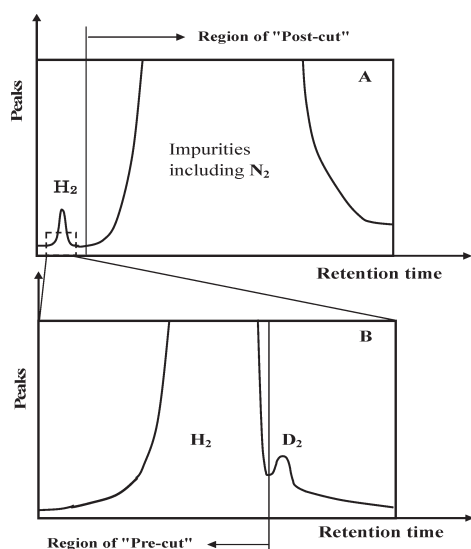 Region of "Post-cut"
A
Peaks
Impurities
including N₂
H₂
Retention time
B
Peaks
H₂
D₂
Retention time
Region of "Pre-cut"